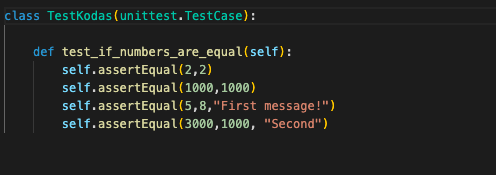 class TestKodas(unittest.TestCase):
def test_if_numbers_are_equal(self):
self.assertEqual(2,2)
self.assertEqual(1000,1000)
self.assertEqual(5,8,"First message!")
self.assertEqual(3000,1000, "Second")